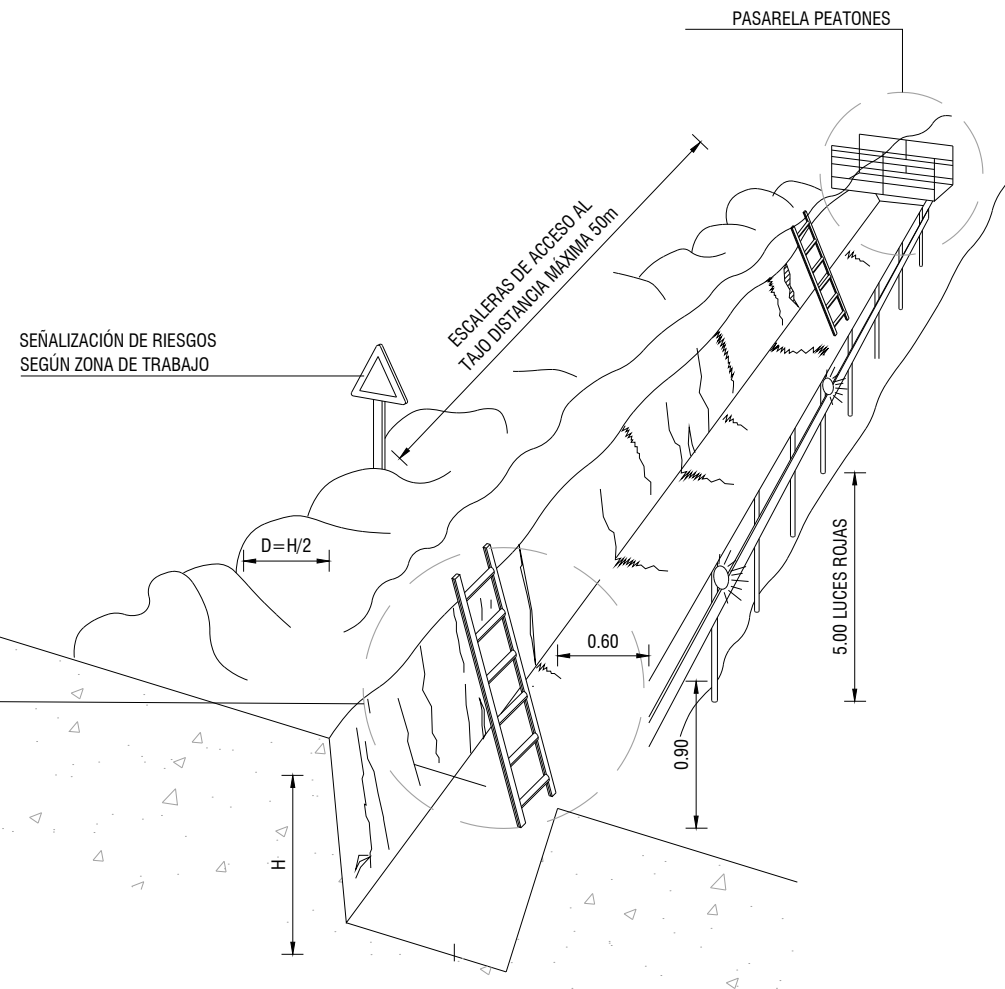 PASARELA PEATONES
ESCALERAS DE ACCESO AL
TAJO DISTANCIA MÁXIMA 50m
SEÑALIZACIÓN DE RIESGOS
SEGÚN ZONA DE TRABAJO
D=H/2
0.60
5.00 LUCES ROJAS
0.90
H